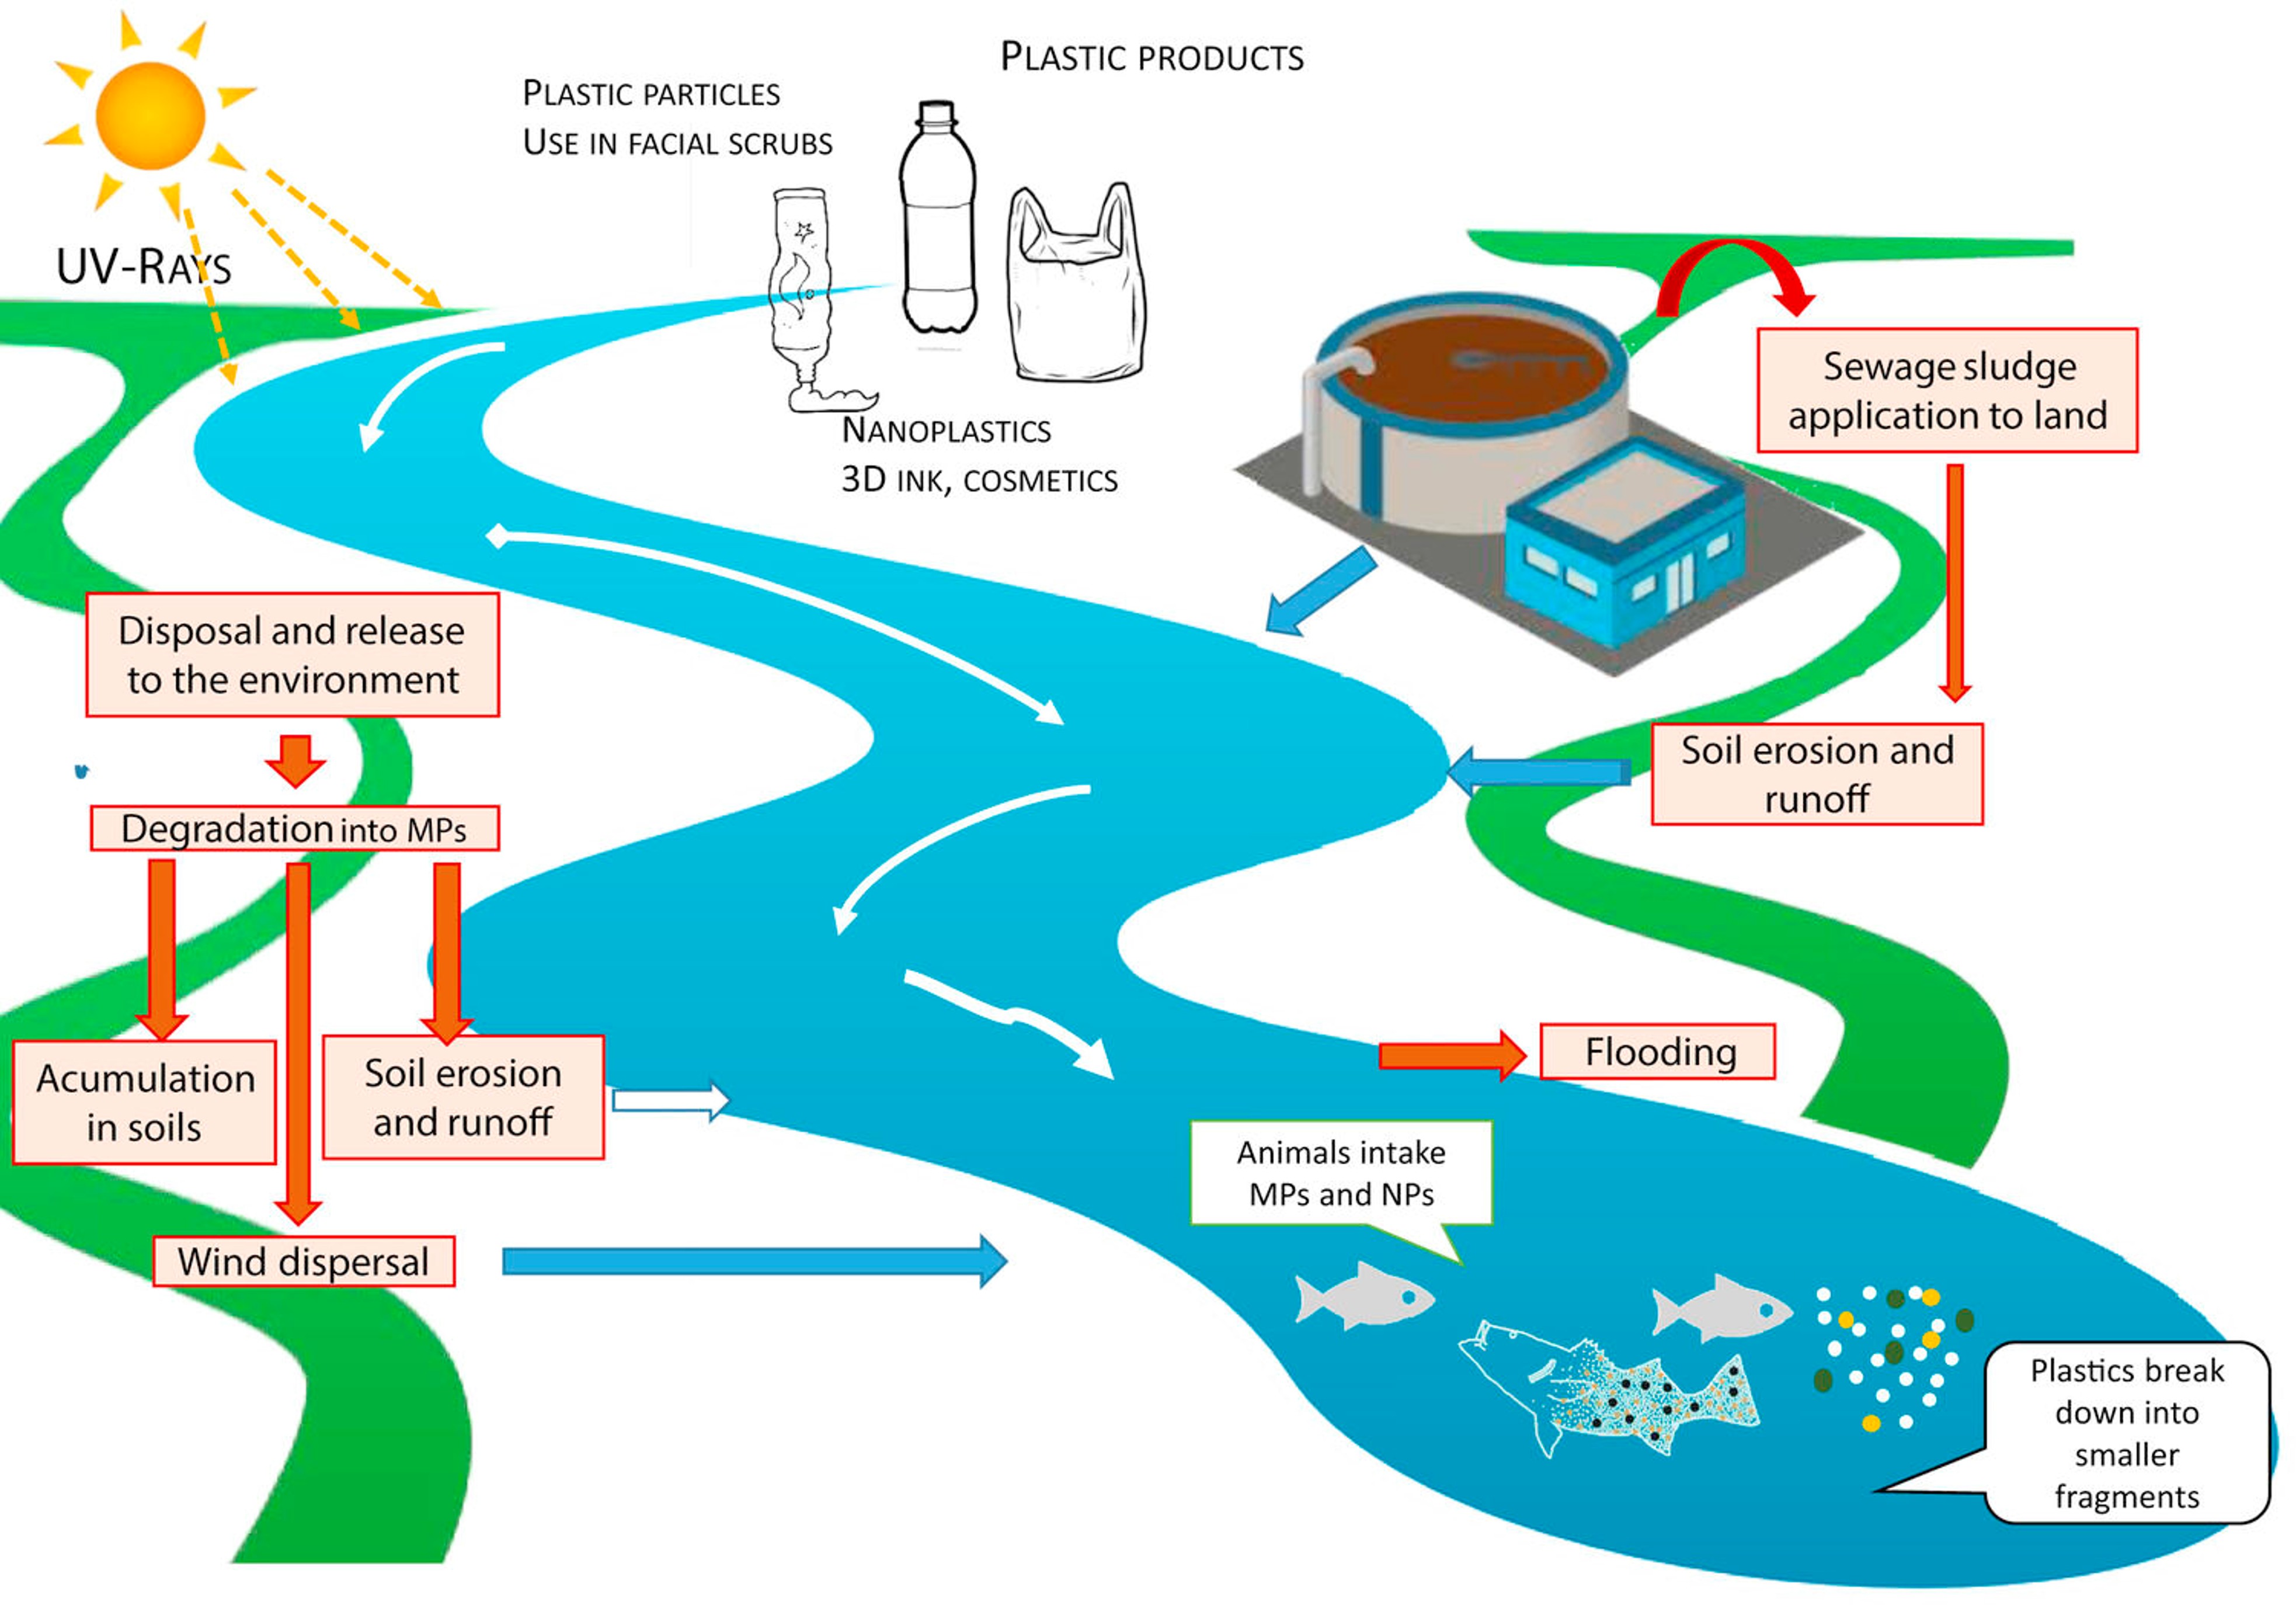 PLASTIC PRODUCTS
PLASTIC PARTICLES
USE IN FACIAL SCRUBS
UV-RAYS
NANOPLASTICS
3D INK, COSMETICS
Sewage sludge
application to land
Disposal and release
to the environment
Soil erosion and
runoff
Degradation into MPs
Acumulation
in soils
Soil erosion
and runoff
Flooding
Animals intake
MPs and NPs
Wind dispersal
Plastics break
down into
smaller
fragments